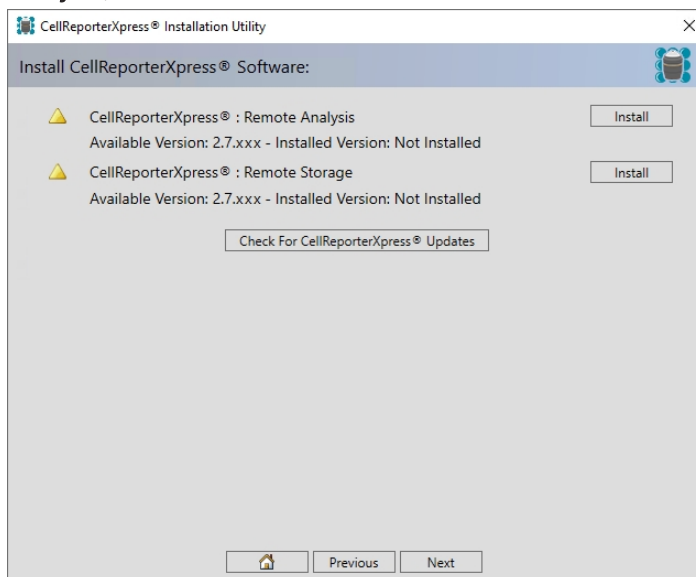 CellReporterXpress® Installation Utility
Install CellReporterXpress® Software:
CellReporterXpress® : Remote Analysis
Install
Available Version: 2.7.xxx - Installed Version: Not Installed
CellReporterXpress® : Remote Storage
Install
Available Version: 2.7.xxx - Installed Version: Not Installed
Check For CellReporterXpress® Updates
Previous
Next